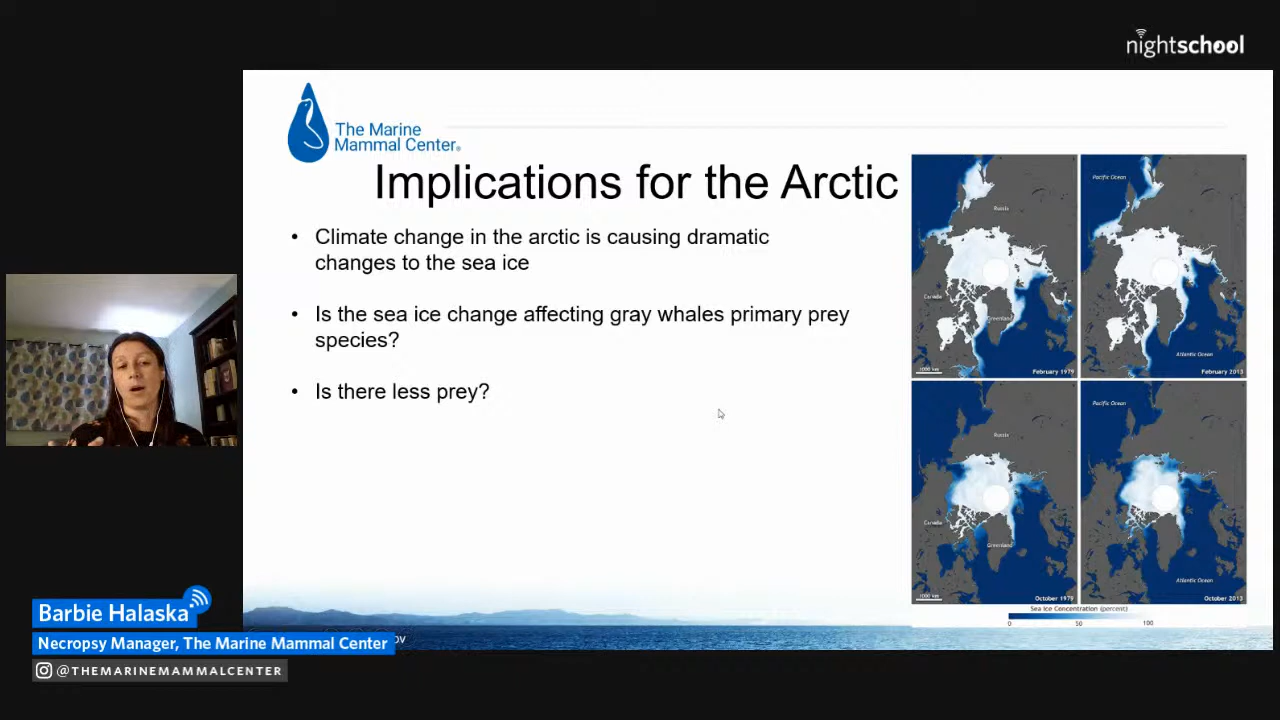 nightschool
The Marine
Mammal Center®
Implications for the Arctic
• Climate change in the arctic is causing dramatic
changes to the sea ice
• Is the sea ice change affecting gray whales primary prey
species?
• Is there less prey?
Russia
Canada
Greenland
1000 km
February 1979
Pacific Ocean
Atlantic Ocean
February 2013
Russia
Canada
Greenland
1000 km
October 1979
Pacific Ocean
Atlantic Ocean
October 2013
Sea Ice Concentration (percent)
0 50 100
Barbie Halaska
Necropsy Manager, The Marine Mammal Center
@THEMARINEMAMMALCENTER